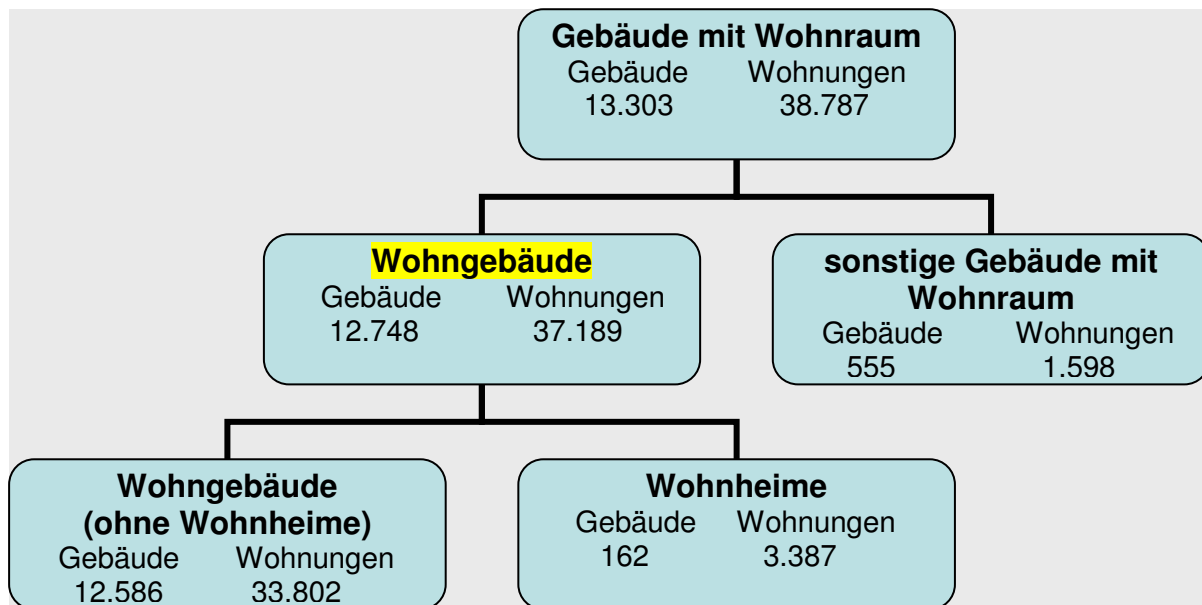 Gebäude mit Wohnraum
Gebäude Wohnungen
13.303 38.787
Wohngebäude
Gebäude Wohnungen
12.748 37.189
sonstige Gebäude mit
Wohnraum
Gebäude Wohnungen
555 1.598
Wohngebäude
(ohne Wohnheime)
Gebäude Wohnungen
12.586 33.802
Wohnheime
Gebäude Wohnungen
162 3.387